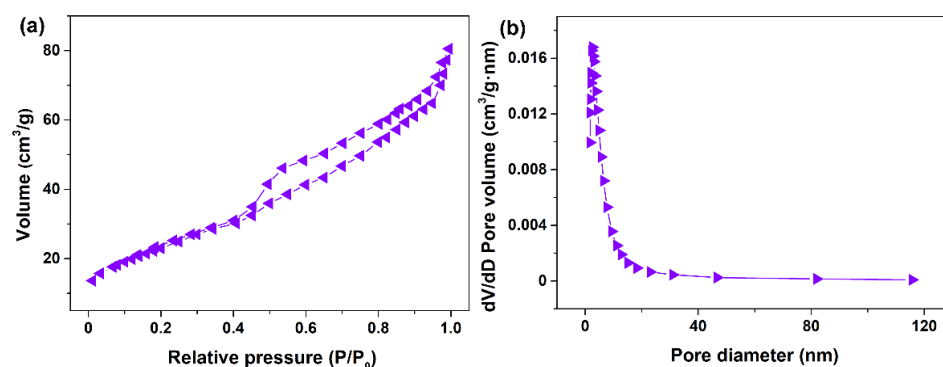 (a)
80
60
40
20
Volume (cm³/g)
0 0.2 0.4 0.6 0.8 1.0
Relative pressure (P/P₀)
(b)
0.016
0.012
0.008
0.004
0
dV/dD Pore volume (cm³/g·nm)
0 40 80 120
Pore diameter (nm)